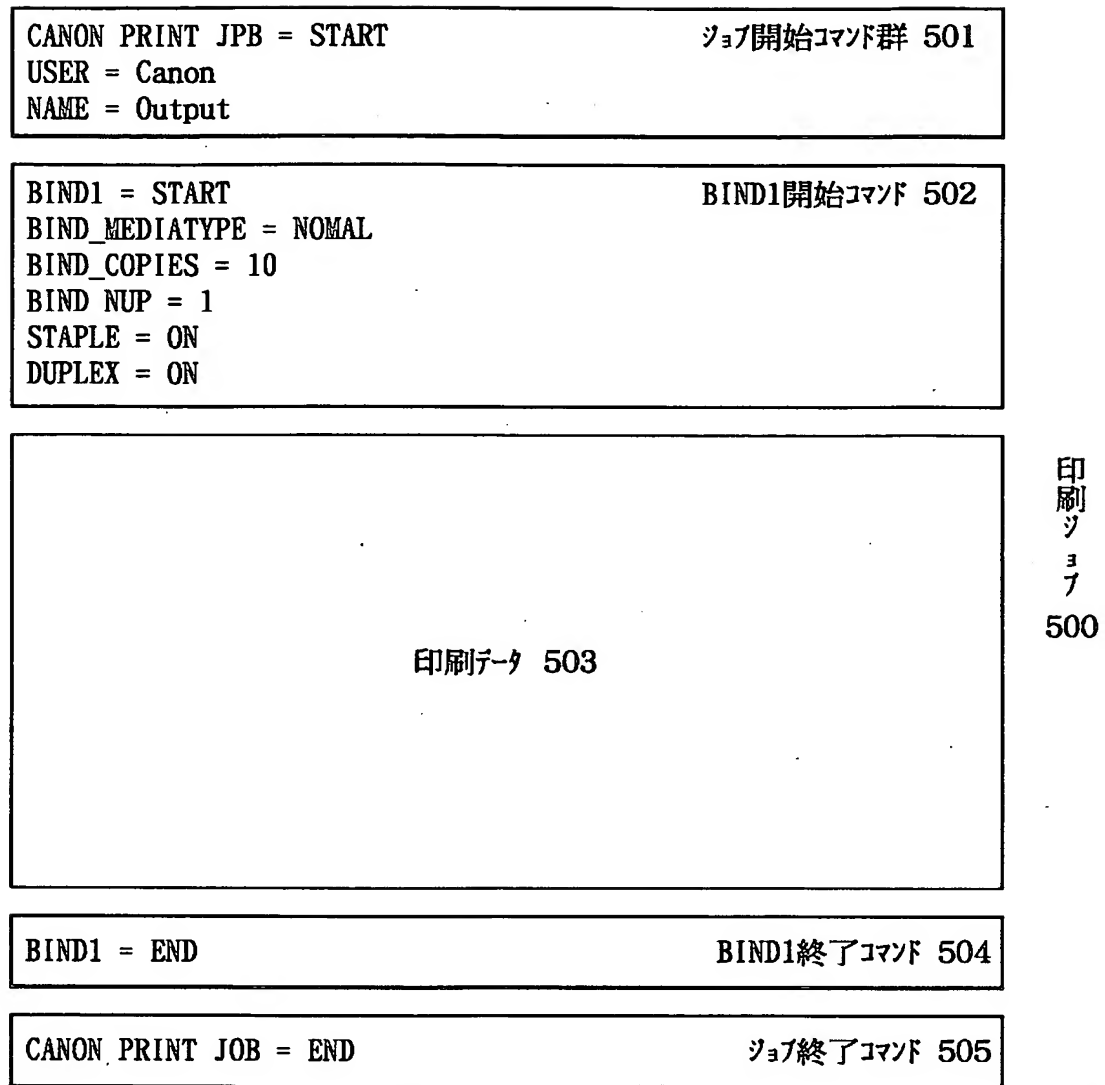 CANON PRINT JPB = START ジョブ開始コマンド群 501
USER = Canon
NAME = Output
BIND1 = START BIND1開始コマンド 502
BIND_MEDIATYPE = NOMAL
BIND_COPIES = 10
BIND NUP = 1
STAPLE = ON
DUPLEX = ON
印刷データ 503
印刷ジョブ 500
BIND1 = END BIND1終了コマンド 504
CANON PRINT JOB = END ジョブ終了コマンド 505